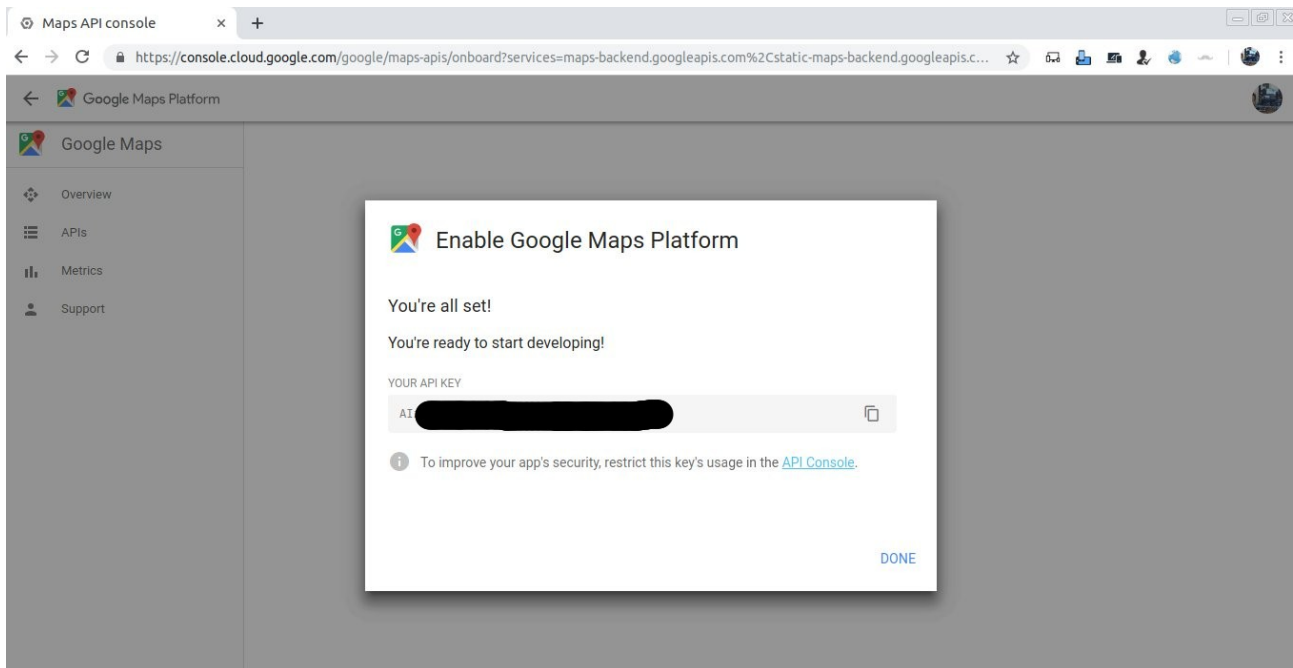 Maps API console
https://console.cloud.google.com/google/maps-apis/onboard?services=maps-backend.googleapis.com%2Cstatic-maps-backend.googleapis.c...
Google Maps Platform
Google Maps
Overview
APIs
Metrics
Support
Enable Google Maps Platform
You're all set!
You're ready to start developing!
YOUR API KEY
AI
To improve your app's security, restrict this key's usage in the API Console.
DONE